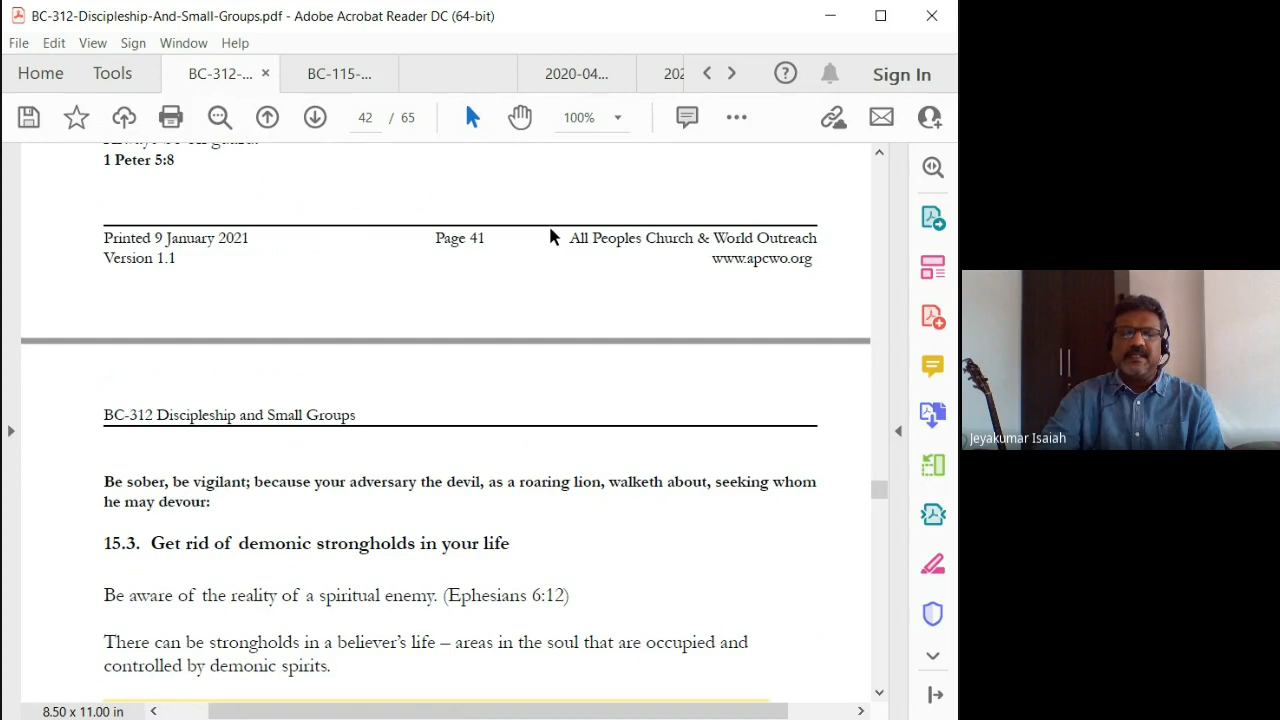 BC-312-Discipleship-And-Small-Groups.pdf - Adobe Acrobat Reader DC (64-bit)
File Edit View Sign Window Help
Home Tools BC-312-... BC-115-... 2020-04... 202 Sign In
42 / 65 100%
1 Peter 5:8
Printed 9 January 2021 Page 41 All Peoples Church & World Outreach
Version 1.1 www.apcwo.org
BC-312 Discipleship and Small Groups
Be sober, be vigilant; because your adversary the devil, as a roaring lion, walketh about, seeking whom
he may devour:
15.3. Get rid of demonic strongholds in your life
Be aware of the reality of a spiritual enemy. (Ephesians 6:12)
There can be strongholds in a believer's life – areas in the soul that are occupied and
controlled by demonic spirits.
8.50 x 11.00 in
Jeyakumar Isaiah